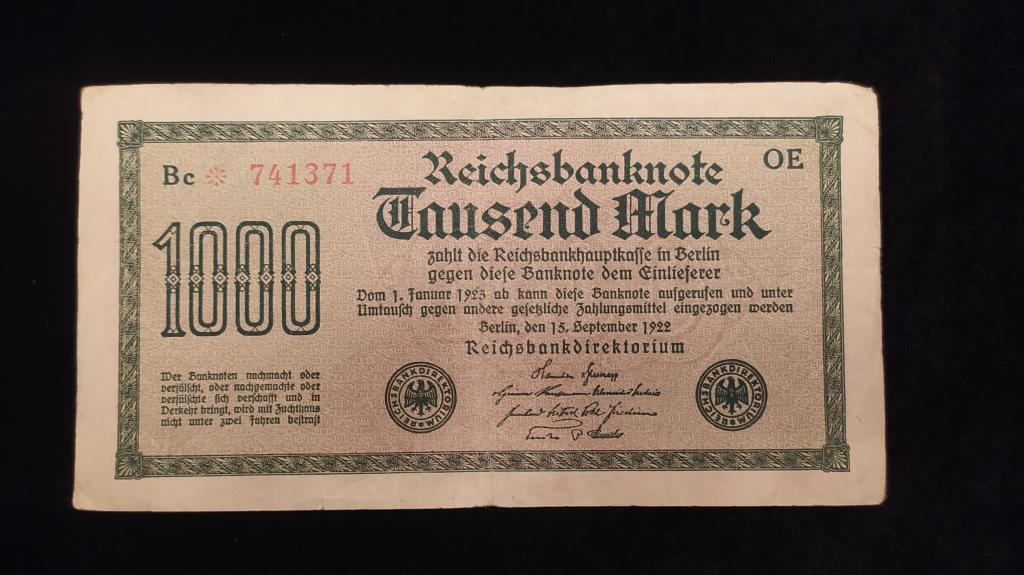 Bc * 741371
OE
Reichsbanknote
Tausend Mark
1000
zahlt die Reichsbankhauptkasse in Berlin
gegen diese Banknote dem Einlieferer
Vom 1. Januar 1923 ab kann diese Banknote aufgerufen und unter
Umtausch gegen andere gesetzliche Zahlungsmittel eingezogen werden
Berlin, den 15. September 1922
Reichsbankdirektorium
Wer Banknoten nachmacht oder
verfälscht, oder nachgemachte oder
verfälschte sich verschafft und in
Verkehr bringt, wird mit Zuchthaus
nicht unter zwei Jahren bestraft
REICHSBANKDIREKTORIUM
REICHSBANKDIREKTORIUM